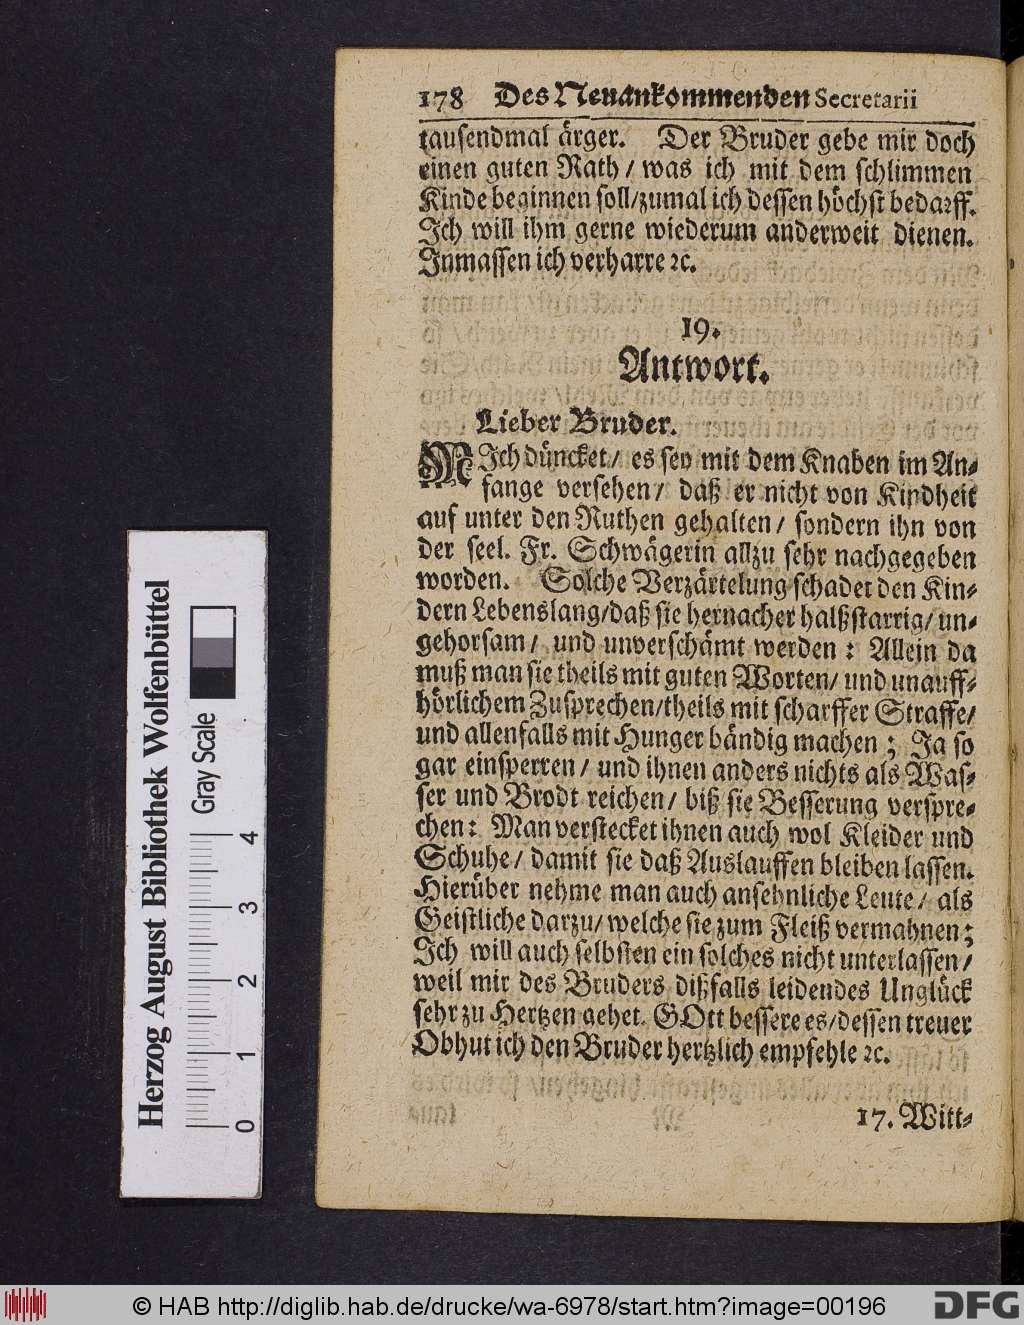 178 Des Neuankommenden Secretarii
tausendmal ärger. Der Bruder gebe mir doch
einen guten Rath / was ich mit dem schlimmen
Kinde beginnen soll/zumal ich dessen höchst bedarff.
Ich will ihm gerne wiederum anderweit dienen.
Inmassen ich verharre ꝛc.
19.
Antwort.
Lieber Bruder.
MIch düncket / es sey mit dem Knaben im An-
fange versehen / daß er nicht von Kindheit
auf unter den Ruthen gehalten / sondern ihn von
der seel. Fr. Schwägerin allzu sehr nachgegeben
worden. Solche Verzärtelung schadet den Kin-
dern Lebenslang/daß sie hernacher halßstarrig/ un-
gehorsam / und unverschämt werden : Allein da
muß man sie theils mit guten Worten/ und unauff-
hörlichem Zusprechen/theils mit scharffer Straffe/
und allenfalls mit Hunger bändig machen ; Ja so
gar einsperren / und ihnen anders nichts als Was-
ser und Brodt reichen / biß sie Besserung verspre-
chen : Man verstecket ihnen auch wol Kleider und
Schuhe / damit sie daß Auslauffen bleiben lassen.
Hierüber nehme man auch ansehnliche Leute / als
Geistliche darzu/ welche sie zum Fleiß vermahnen ;
Ich will auch selbsten ein solches nicht unterlassen /
weil mir des Bruders dißfalls leidendes Unglück
sehr zu Hertzen gehet. GOtt bessere es/dessen treuer
Obhut ich den Bruder hertzlich empfehle ꝛc.
17. Witt-
Herzog August Bibliothek Wolfenbüttel
Gray Scale
0 1 2 3 4
© HAB http://diglib.hab.de/drucke/wa-6978/start.htm?image=00196
DFG